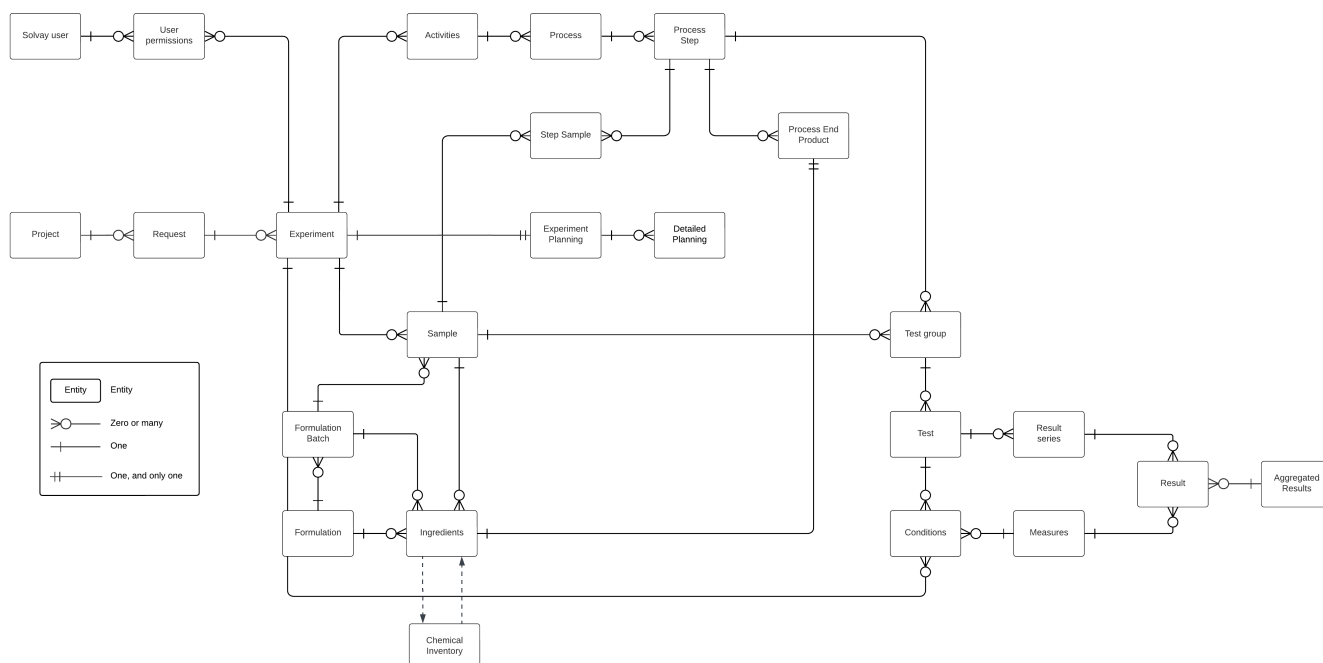 Solvay user
User
permissions
Activities
Process
Process
Step
Step Sample
Process End
Product
Project
Request
Experiment
Experiment
Planning
Detailed
Planning
Sample
Test group
Entity
Entity
Zero or many
One
One, and only one
Formulation
Batch
Test
Result
series
Result
Aggregated
Results
Formulation
Ingredients
Conditions
Measures
Chemical
Inventory